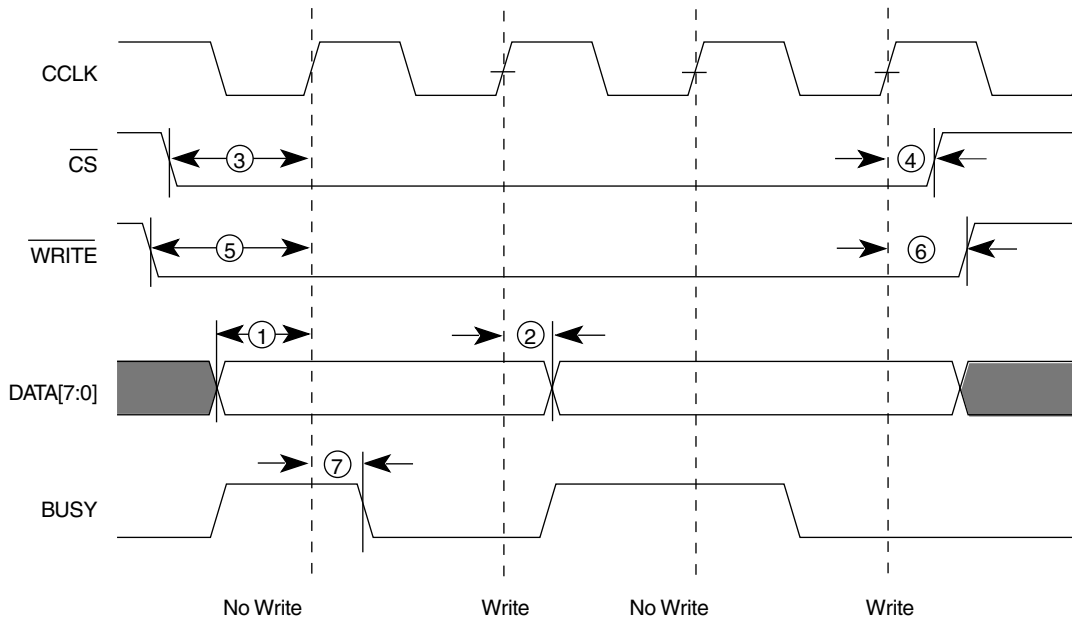 CCLK
CS
③ ④
WRITE
⑤ ⑥
① ②
DATA[7:0]
⑦
BUSY
No Write Write No Write Write